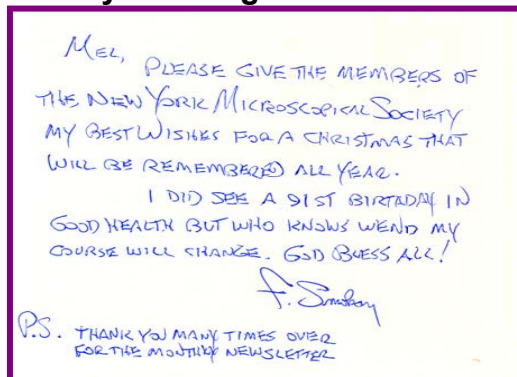 MEL,
PLEASE GIVE THE MEMBERS OF
THE NEW YORK MICROSCOPICAL SOCIETY
MY BEST WISHES FOR A CHRISTMAS THAT
WILL BE REMEMBERED ALL YEAR.
I DID SEE A 91ST BIRTADAY IN
GOOD HEALTH BUT WHO KNOWS WEND MY
COURSE WILL CHANGE. GOD BLESS ALL!
F.
P.S. THANK YOU MANY TIMES OVER
FOR THE MONTHLY NEWSLETTER